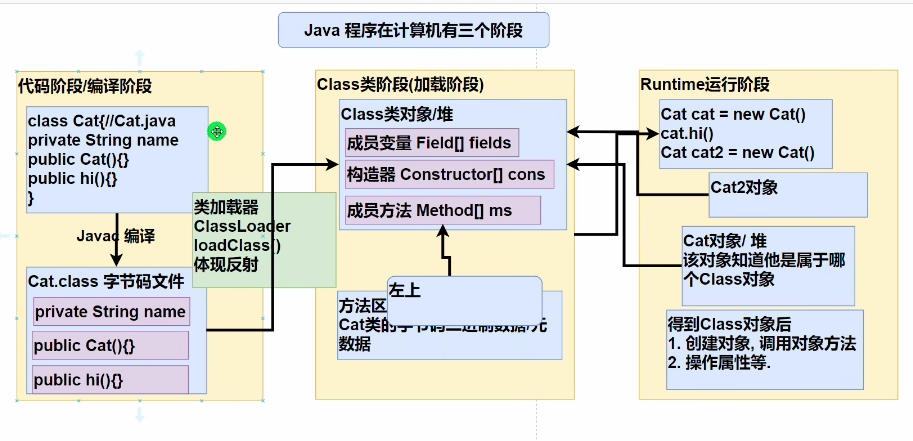 Java 程序在计算机有三个阶段
代码阶段/编译阶段
class Cat{//Cat.java
private String name
public Cat(){}
public hi(){}
}
Javac 编译
Cat.class 字节码文件
private String name
public Cat(){}
public hi(){}
类加载器
ClassLoader
loadClass()
体现反射
Class类阶段(加载阶段)
Class类对象/堆
成员变量 Field[] fields
构造器 Constructor[] cons
成员方法 Method[] ms
左上
方法区
Cat类的字节码二进制数据/元
数据
Runtime运行阶段
Cat cat = new Cat()
cat.hi()
Cat cat2 = new Cat()
Cat2对象
Cat对象/ 堆
该对象知道他是属于哪
个Class对象
得到Class对象后
1. 创建对象, 调用对象方法
2. 操作属性等.